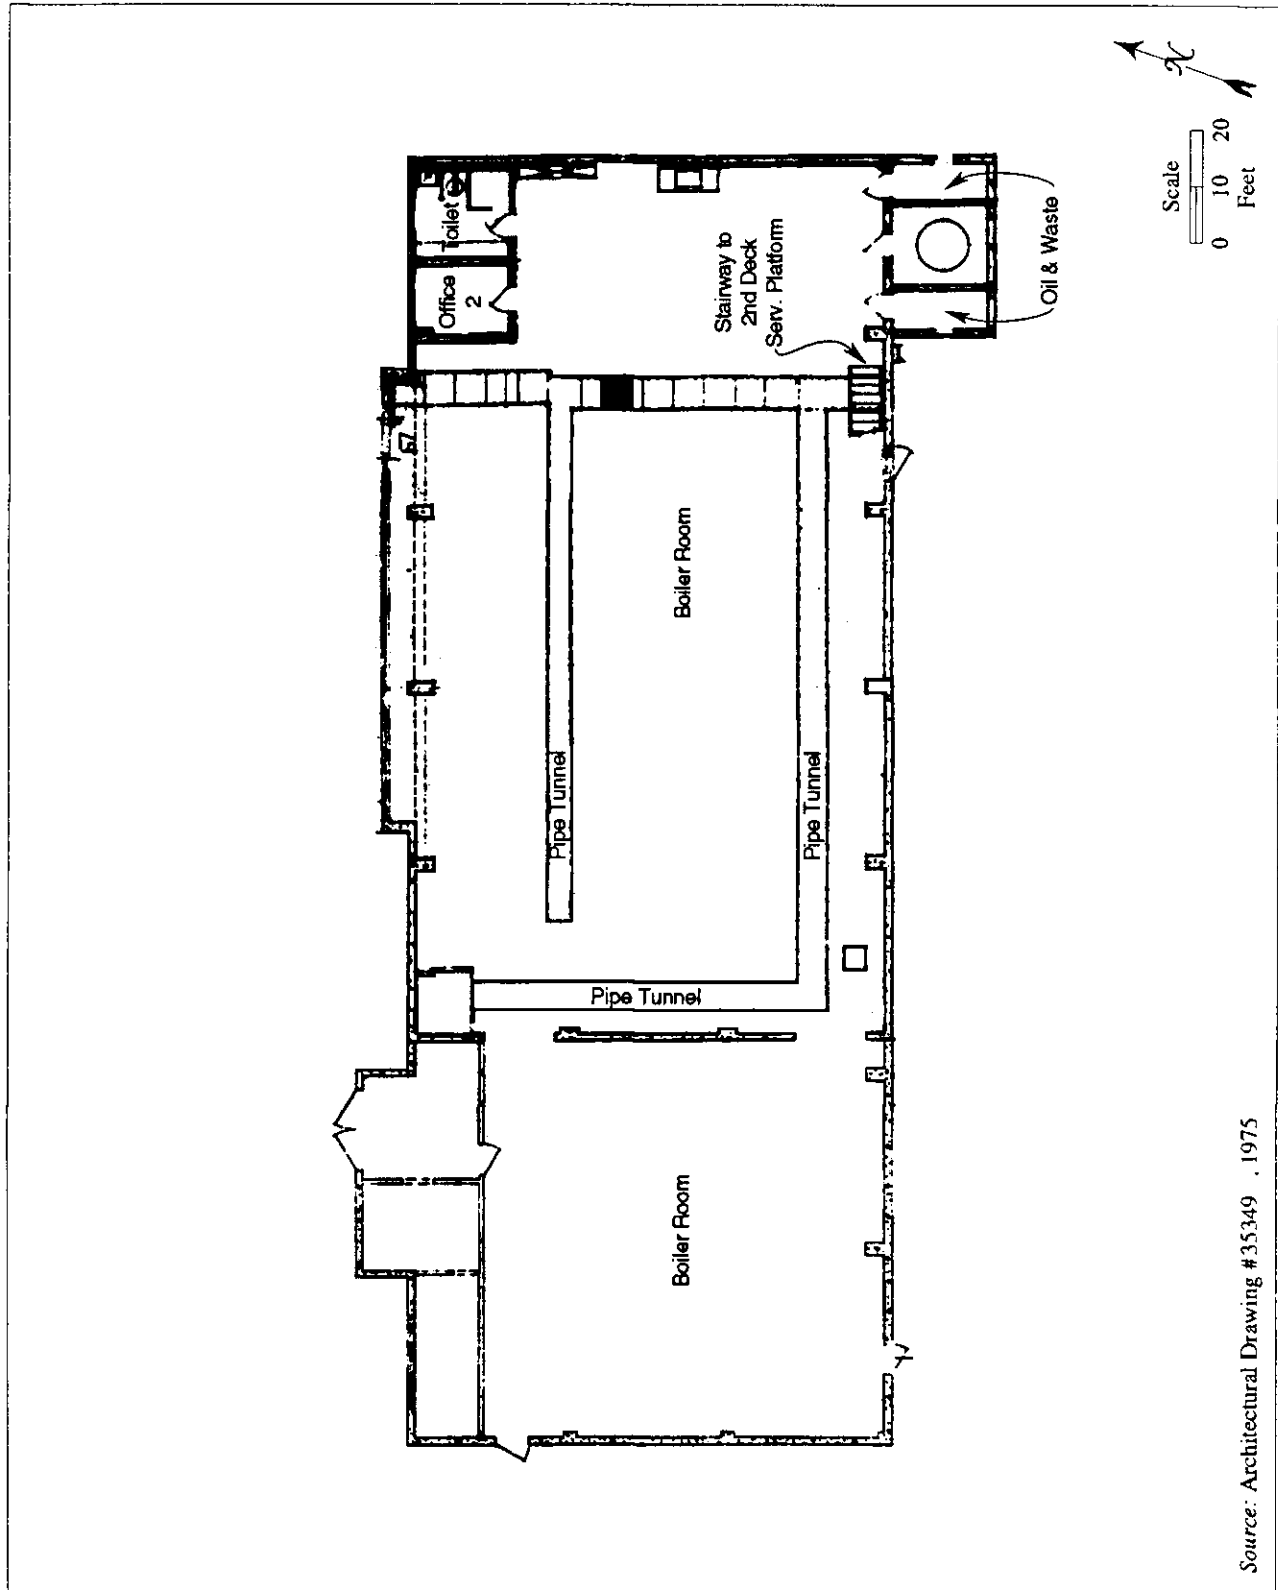 N
Scale
0 10 20
Feet
Toilet
Office
2
Stairway to
2nd Deck
Serv. Platform
Oil & Waste
Boiler Room
Pipe Tunnel
Pipe Tunnel
Pipe Tunnel
Boiler Room
Source: Architectural Drawing #35349 , 1975